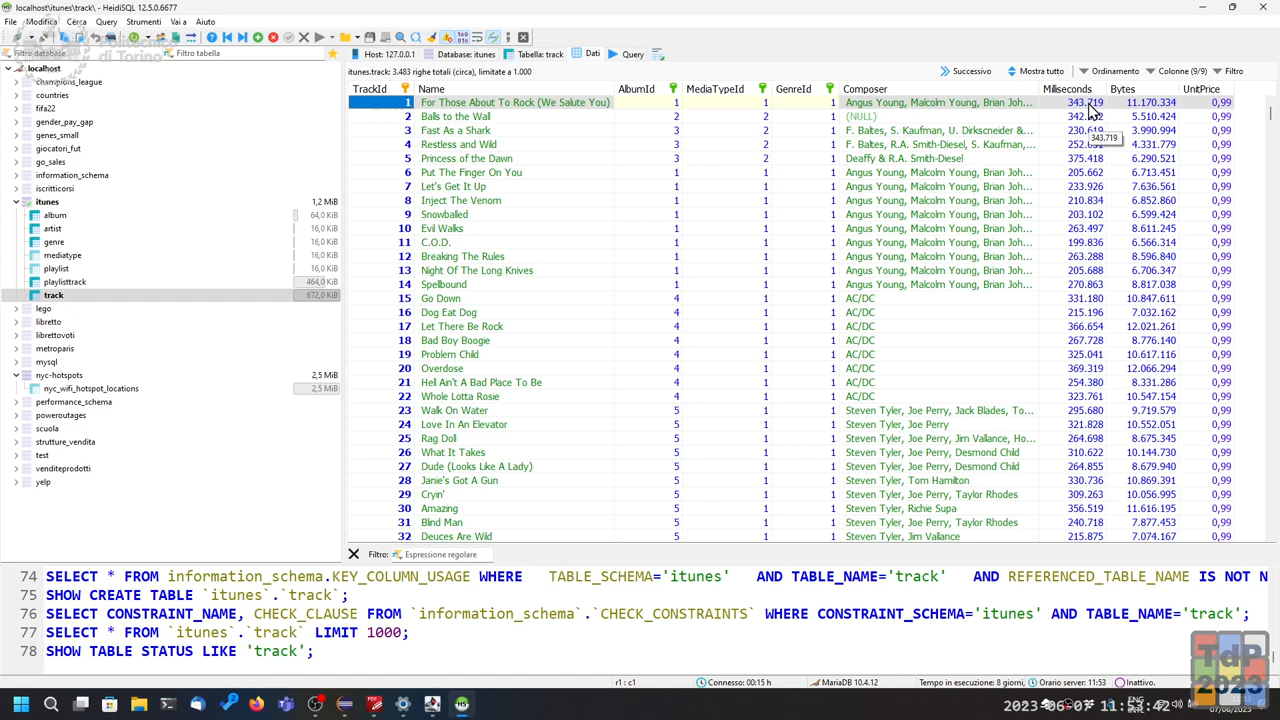 localhost\itunes\track\ - HeidiSQL 12.5.0.6677
File Modifica Cerca Query Strumenti Vai a Aiuto
Politecnico
di Torino
Filtro database Filtro tabella
Host: 127.0.0.1 Database: itunes Tabella: track Dati Query
itunes.track: 3.483 righe totali (circa), limitate a 1.000
Successivo Mostra tutto Ordinamento Colonne (9/9) Filtro
localhost
champions_league
countries
fifa22
gender_pay_gap
genes_small
giocatori_fut
go_sales
information_schema
iscritticorsi
itunes 1,2 MiB
album 64,0 KiB
artist 16,0 KiB
genre 16,0 KiB
mediatype 16,0 KiB
playlist 16,0 KiB
playlisttrack 464,0 KiB
track 672,0 KiB
lego
libretto
librettovoti
metroparis
mysql
nyc-hotspots 2,5 MiB
nyc_wifi_hotspot_locations 2,5 MiB
performance_schema
poweroutages
scuola
strutture_vendita
test
venditeprodotti
yelp
TrackId Name AlbumId MediaTypeId GenreId Composer Miliseconds Bytes UnitPrice
1 For Those About To Rock (We Salute You) 1 1 1 Angus Young, Malcolm Young, Brian Joh... 343.719 11.170.334 0,99
2 Balls to the Wall 2 2 1 (NULL) 5.510.424 0,99
3 Fast As a Shark 3 2 1 F. Baltes, S. Kaufman, U. Dirkscneider &... 230.619 3.990.994 0,99
343.719
4 Restless and Wild 3 2 1 F. Baltes, R.A. Smith-Diesel, S. Kaufman,... 4.331.779 0,99
5 Princess of the Dawn 3 2 1 Deaffy & R.A. Smith-Diesel 375.418 6.290.521 0,99
6 Put The Finger On You 1 1 1 Angus Young, Malcolm Young, Brian Joh... 205.662 6.713.451 0,99
7 Let's Get It Up 1 1 1 Angus Young, Malcolm Young, Brian Joh... 233.926 7.636.561 0,99
8 Inject The Venom 1 1 1 Angus Young, Malcolm Young, Brian Joh... 210.834 6.852.860 0,99
9 Snowballed 1 1 1 Angus Young, Malcolm Young, Brian Joh... 203.102 6.599.424 0,99
10 Evil Walks 1 1 1 Angus Young, Malcolm Young, Brian Joh... 263.497 8.611.245 0,99
11 C.O.D. 1 1 1 Angus Young, Malcolm Young, Brian Joh... 199.836 6.566.314 0,99
12 Breaking The Rules 1 1 1 Angus Young, Malcolm Young, Brian Joh... 263.288 8.596.840 0,99
13 Night Of The Long Knives 1 1 1 Angus Young, Malcolm Young, Brian Joh... 205.688 6.706.347 0,99
14 Spellbound 1 1 1 Angus Young, Malcolm Young, Brian Joh... 270.863 8.817.038 0,99
15 Go Down 4 1 1 AC/DC 331.180 10.847.611 0,99
16 Dog Eat Dog 4 1 1 AC/DC 215.196 7.032.162 0,99
17 Let There Be Rock 4 1 1 AC/DC 366.654 12.021.261 0,99
18 Bad Boy Boogie 4 1 1 AC/DC 267.728 8.776.140 0,99
19 Problem Child 4 1 1 AC/DC 325.041 10.617.116 0,99
20 Overdose 4 1 1 AC/DC 369.319 12.066.294 0,99
21 Hell Ain't A Bad Place To Be 4 1 1 AC/DC 254.380 8.331.286 0,99
22 Whole Lotta Rosie 4 1 1 AC/DC 323.761 10.547.154 0,99
23 Walk On Water 5 1 1 Steven Tyler, Joe Perry, Jack Blades, To... 295.680 9.719.579 0,99
24 Love In An Elevator 5 1 1 Steven Tyler, Joe Perry 321.828 10.552.051 0,99
25 Rag Doll 5 1 1 Steven Tyler, Joe Perry, Jim Vallance, Ho... 264.698 8.675.345 0,99
26 What It Takes 5 1 1 Steven Tyler, Joe Perry, Desmond Child 310.622 10.144.730 0,99
27 Dude (Looks Like A Lady) 5 1 1 Steven Tyler, Joe Perry, Desmond Child 264.855 8.679.940 0,99
28 Janie's Got A Gun 5 1 1 Steven Tyler, Tom Hamilton 330.736 10.869.391 0,99
29 Cryin' 5 1 1 Steven Tyler, Joe Perry, Taylor Rhodes 309.263 10.056.995 0,99
30 Amazing 5 1 1 Steven Tyler, Richie Supa 356.519 11.616.195 0,99
31 Blind Man 5 1 1 Steven Tyler, Joe Perry, Taylor Rhodes 240.718 7.877.453 0,99
32 Deuces Are Wild 5 1 1 Steven Tyler, Jim Vallance 215.875 7.074.167 0,99
Filtro: Espressione regolare
74 SELECT * FROM information_schema.KEY_COLUMN_USAGE WHERE TABLE_SCHEMA='itunes' AND TABLE_NAME='track' AND REFERENCED_TABLE_NAME IS NOT N
75 SHOW CREATE TABLE `itunes`.`track`;
76 SELECT CONSTRAINT_NAME, CHECK_CLAUSE FROM `information_schema`.`CHECK_CONSTRAINTS` WHERE CONSTRAINT_SCHEMA='itunes' AND TABLE_NAME='track';
77 SELECT * FROM `itunes`.`track` LIMIT 1000;
78 SHOW TABLE STATUS LIKE 'track';
TdP
2023
r1 : c1 Connesso: 00:15 h MariaDB 10.4.12 Tempo in esecuzione: 8 giorni, Orario server: 11:53 Inattivo.
ENG
2023-06-07 11:53:42
07/06/2023